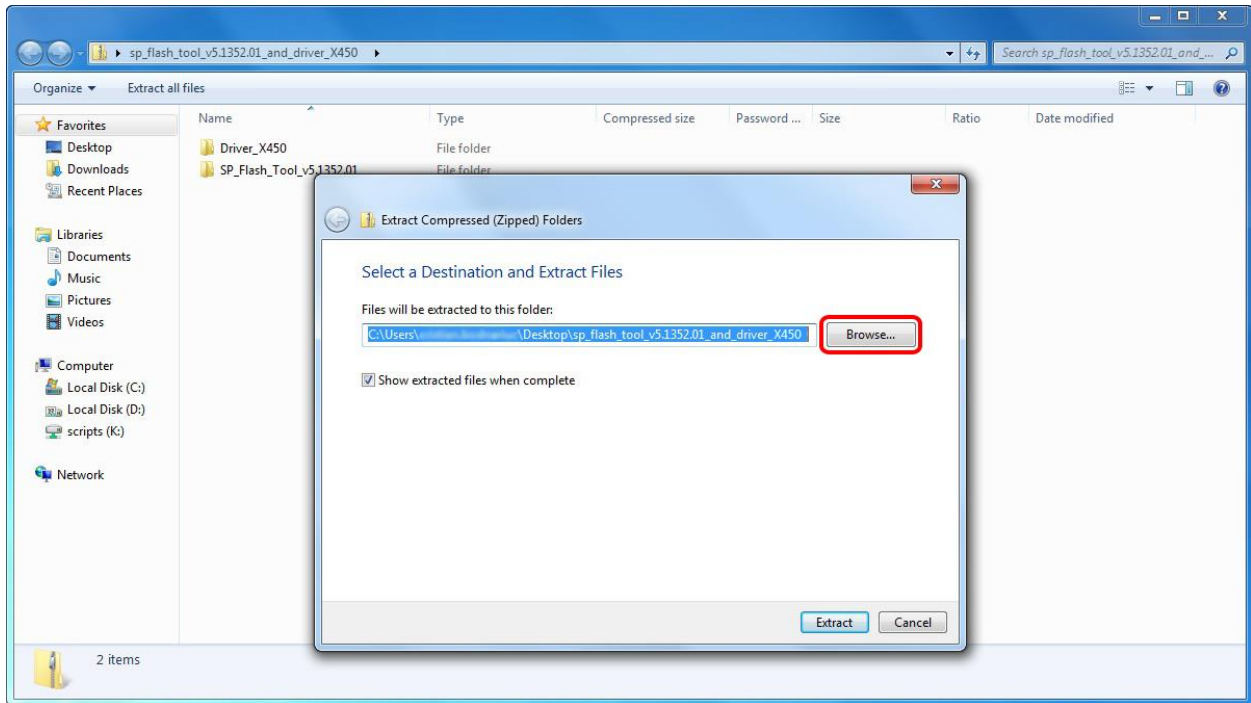 sp_flash_tool_v5.1352.01_and_driver_X450
Search sp_flash_tool_v5.1352.01_and_...
Organize Extract all files
Name Type Compressed size Password ... Size Ratio Date modified
Favorites
Desktop
Downloads
Recent Places
Libraries
Documents
Music
Pictures
Videos
Computer
Local Disk (C:)
Local Disk (D:)
scripts (K:)
Network
Driver_X450 File folder
SP_Flash_Tool_v5.1352.01 File folder
Extract Compressed (Zipped) Folders
Select a Destination and Extract Files
Files will be extracted to this folder:
C:\Users\ \Desktop\sp_flash_tool_v5.1352.01_and_driver_X450
Browse...
Show extracted files when complete
Extract Cancel
2 items